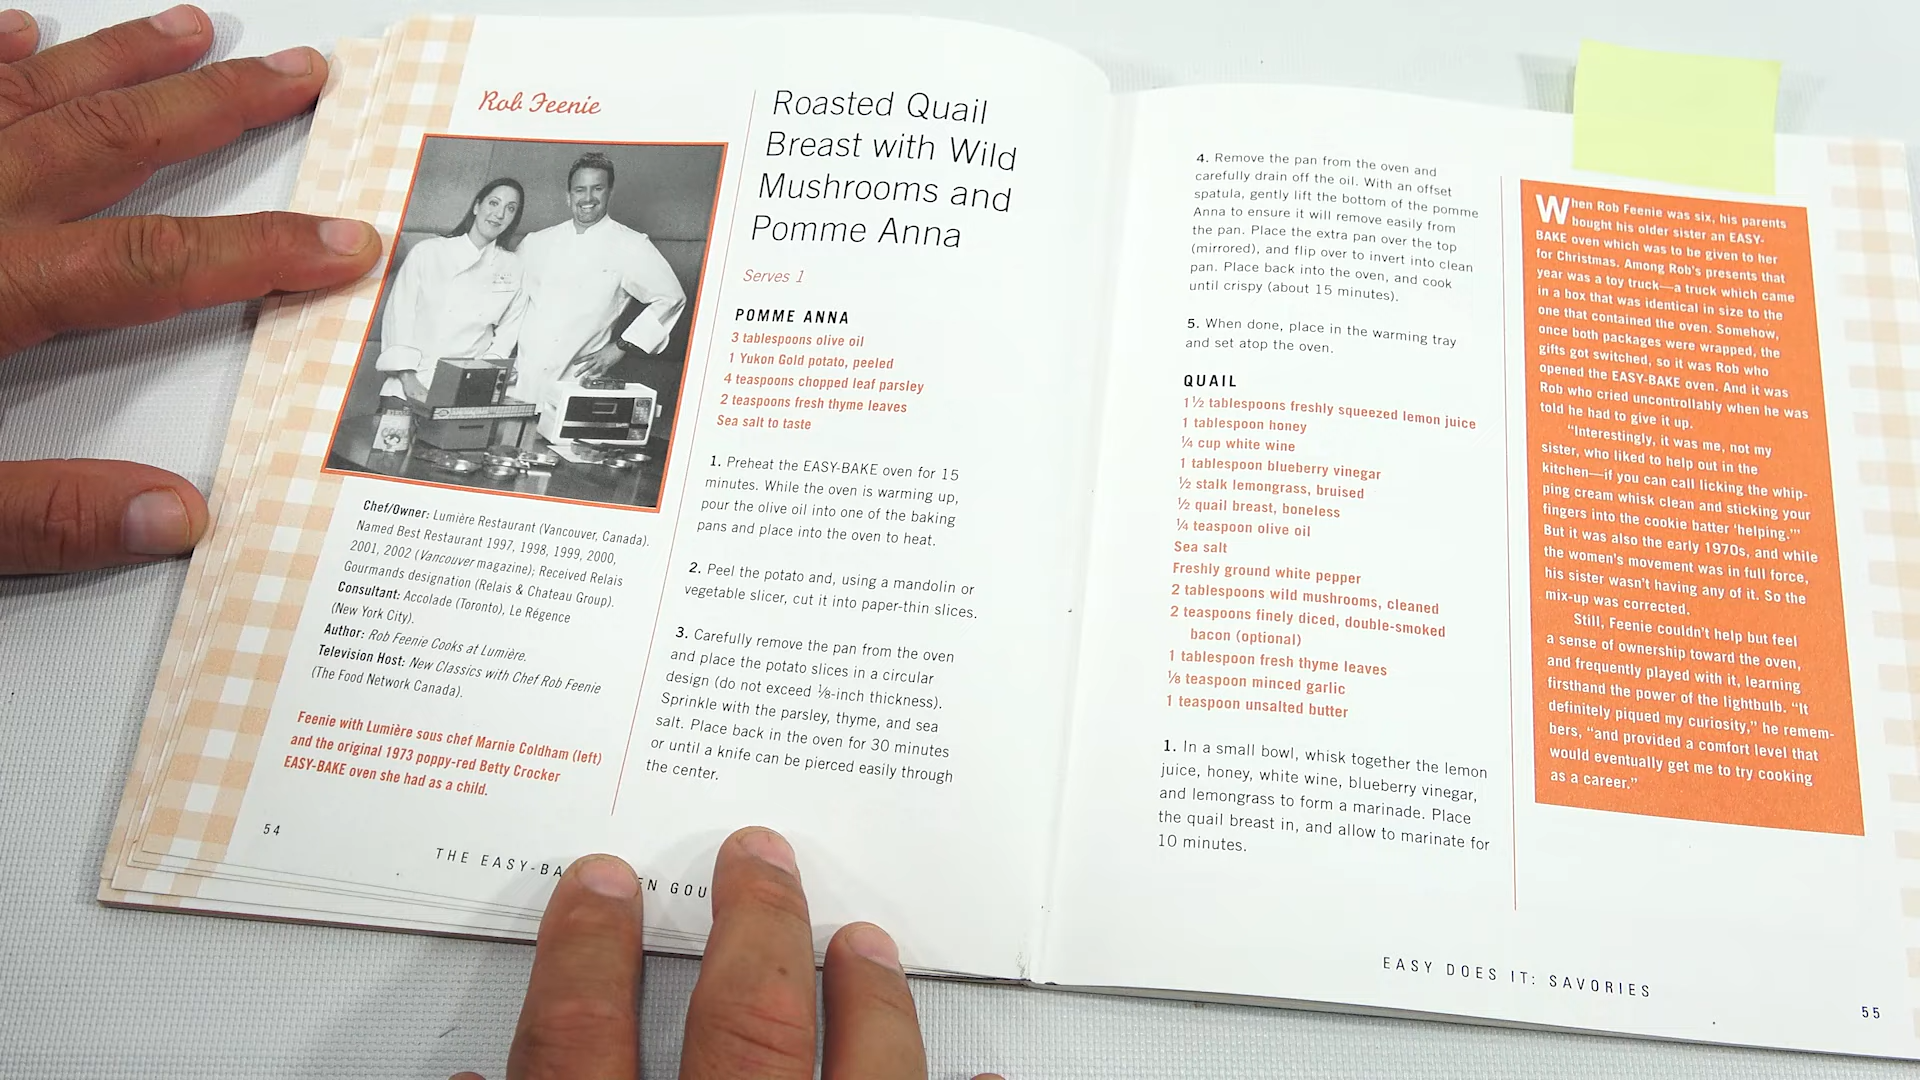 Rob Feenie
Chef/Owner: Lumière Restaurant (Vancouver, Canada).
Named Best Restaurant 1997, 1998, 1999, 2000,
2001, 2002 (Vancouver magazine); Received Relais
Gourmands designation (Relais & Chateau Group).
Consultant: Accolade (Toronto), Le Régence
(New York City).
Author: Rob Feenie Cooks at Lumière.
Television Host: New Classics with Chef Rob Feenie
(The Food Network Canada).
Feenie with Lumière sous chef Marnie Coldham (left)
and the original 1973 poppy-red Betty Crocker
EASY-BAKE oven she had as a child.
54
THE EASY-BA
EN GOU
Roasted Quail
Breast with Wild
Mushrooms and
Pomme Anna
Serves 1
POMME ANNA
3 tablespoons olive oil
1 Yukon Gold potato, peeled
4 teaspoons chopped leaf parsley
2 teaspoons fresh thyme leaves
Sea salt to taste
1. Preheat the EASY-BAKE oven for 15
minutes. While the oven is warming up,
pour the olive oil into one of the baking
pans and place into the oven to heat.
2. Peel the potato and, using a mandolin or
vegetable slicer, cut it into paper-thin slices.
3. Carefully remove the pan from the oven
and place the potato slices in a circular
design (do not exceed ⅛-inch thickness).
Sprinkle with the parsley, thyme, and sea
salt. Place back in the oven for 30 minutes
or until a knife can be pierced easily through
the center.
4. Remove the pan from the oven and
carefully drain off the oil. With an offset
spatula, gently lift the bottom of the pomme
Anna to ensure it will remove easily from
the pan. Place the extra pan over the top
(mirrored), and flip over to invert into clean
pan. Place back into the oven, and cook
until crispy (about 15 minutes).
5. When done, place in the warming tray
and set atop the oven.
QUAIL
1½ tablespoons freshly squeezed lemon juice
1 tablespoon honey
¼ cup white wine
1 tablespoon blueberry vinegar
½ stalk lemongrass, bruised
½ quail breast, boneless
¼ teaspoon olive oil
Sea salt
Freshly ground white pepper
2 tablespoons wild mushrooms, cleaned
2 teaspoons finely diced, double-smoked
bacon (optional)
1 tablespoon fresh thyme leaves
⅛ teaspoon minced garlic
1 teaspoon unsalted butter
1. In a small bowl, whisk together the lemon
juice, honey, white wine, blueberry vinegar,
and lemongrass to form a marinade. Place
the quail breast in, and allow to marinate for
10 minutes.
When Rob Feenie was six, his parents
bought his older sister an EASY-
BAKE oven which was to be given to her
for Christmas. Among Rob's presents that
year was a toy truck—a truck which came
in a box that was identical in size to the
one that contained the oven. Somehow,
once both packages were wrapped, the
gifts got switched, so it was Rob who
opened the EASY-BAKE oven. And it was
Rob who cried uncontrollably when he was
told he had to give it up.
"Interestingly, it was me, not my
sister, who liked to help out in the
kitchen—if you can call licking the whip-
ping cream whisk clean and sticking your
fingers into the cookie batter 'helping.'"
But it was also the early 1970s, and while
the women's movement was in full force,
his sister wasn't having any of it. So the
mix-up was corrected.
Still, Feenie couldn't help but feel
a sense of ownership toward the oven,
and frequently played with it, learning
firsthand the power of the lightbulb. "It
definitely piqued my curiosity," he remem-
bers, "and provided a comfort level that
would eventually get me to try cooking
as a career."
EASY DOES IT: SAVORIES
55